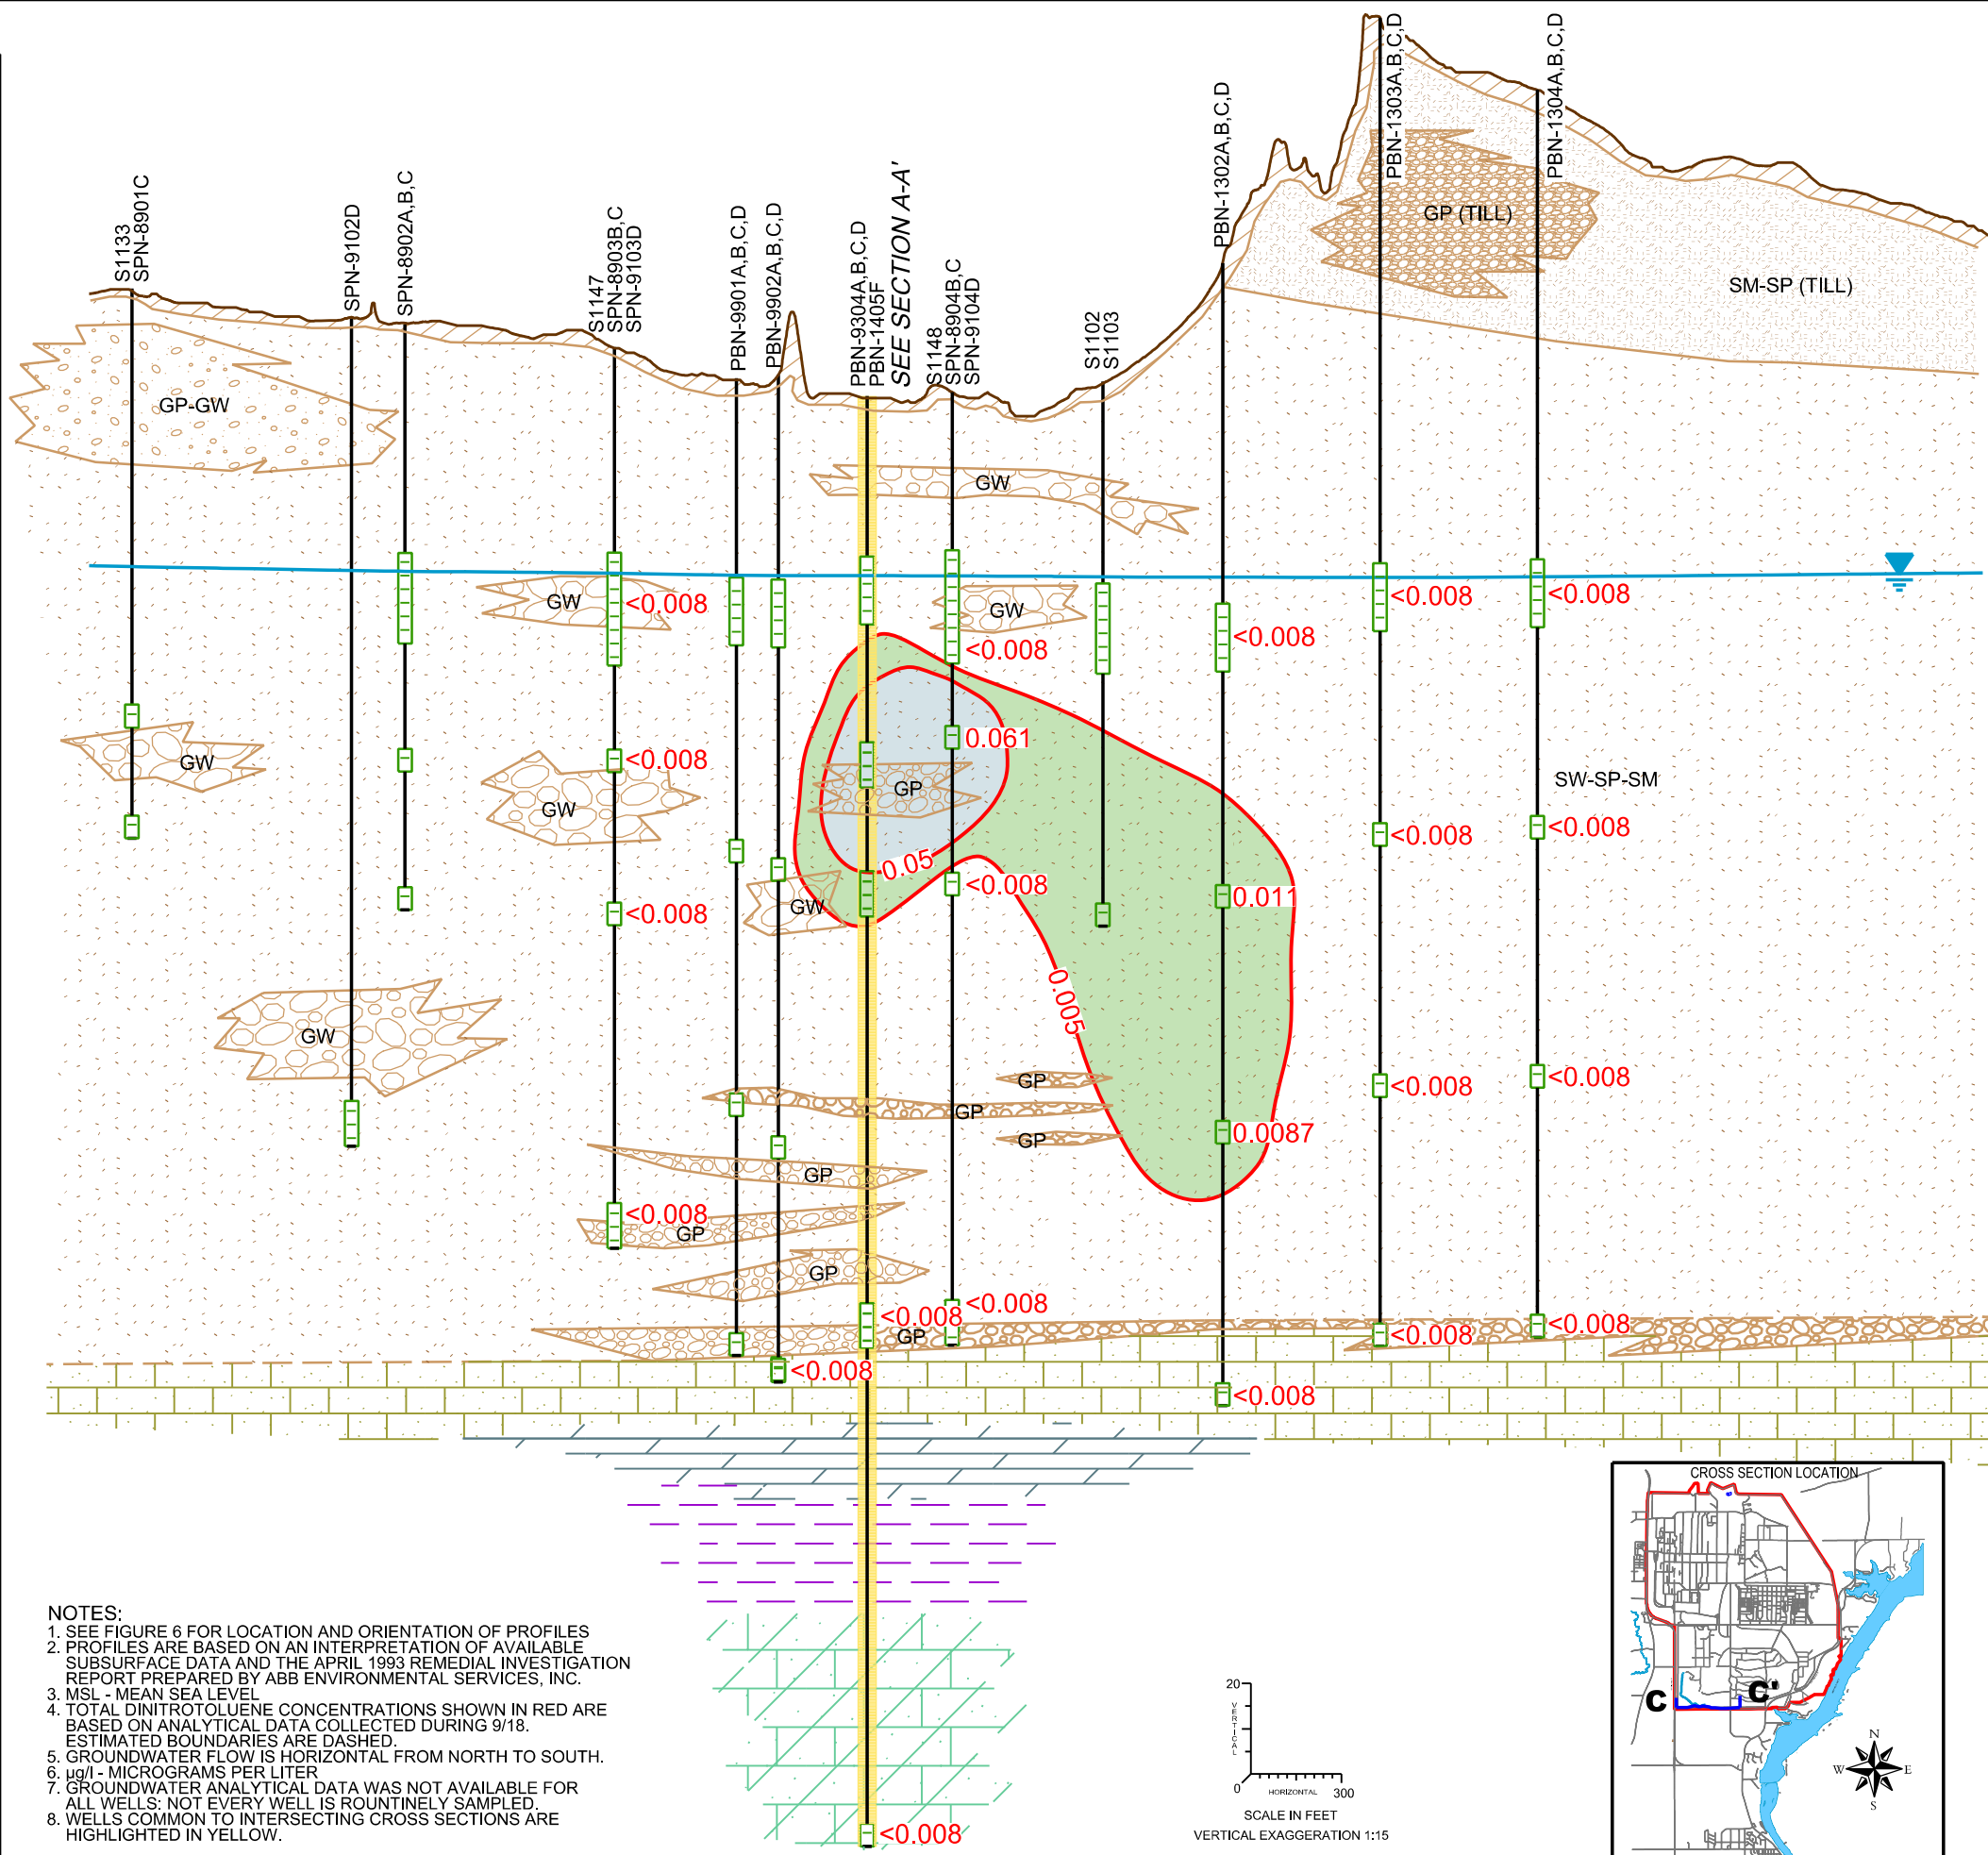 S1133
SPN-8901C
SPN-9102D
SPN-8902A,B,C
S1147
SPN-8903B,C
SPN-9103D
PBN-9901A,B,C,D
PBN-9902A,B,C,D
PBN-9304A,B,C,D
PBN-1405F
SEE SECTION A-A'
S1148
SPN-8904B,C
SPN-9104D
S1102
S1103
PBN-1302A,B,C,D
PBN-1303A,B,C,D
PBN-1304A,B,C,D
GP (TILL)
SM-SP (TILL)
GP-GW
GW
GW
GW
<0.008
<0.008
<0.008
<0.008
<0.008
0.061
<0.008
GW
GW
GP
SW-SP-SM
<0.008
<0.008
0.05
<0.008
0.011
GW
<0.008
GW
0.005
GP
<0.008
<0.008
GP
GP
0.0087
GP
<0.008
GP
GP
<0.008
<0.008
GP
<0.008
<0.008
<0.008
<0.008
NOTES:
1. SEE FIGURE 6 FOR LOCATION AND ORIENTATION OF PROFILES
2. PROFILES ARE BASED ON AN INTERPRETATION OF AVAILABLE
SUBSURFACE DATA AND THE APRIL 1993 REMEDIAL INVESTIGATION
REPORT PREPARED BY ABB ENVIRONMENTAL SERVICES, INC.
3. MSL - MEAN SEA LEVEL
4. TOTAL DINITROTOLUENE CONCENTRATIONS SHOWN IN RED ARE
BASED ON ANALYTICAL DATA COLLECTED DURING 9/18.
ESTIMATED BOUNDARIES ARE DASHED.
5. GROUNDWATER FLOW IS HORIZONTAL FROM NORTH TO SOUTH.
6. µg/l - MICROGRAMS PER LITER
7. GROUNDWATER ANALYTICAL DATA WAS NOT AVAILABLE FOR
ALL WELLS: NOT EVERY WELL IS ROUNTINELY SAMPLED.
8. WELLS COMMON TO INTERSECTING CROSS SECTIONS ARE
HIGHLIGHTED IN YELLOW.
<0.008
20
VERTICAL
0
HORIZONTAL
300
SCALE IN FEET
VERTICAL EXAGGERATION 1:15
CROSS SECTION LOCATION
C
C'
N
W
E
S